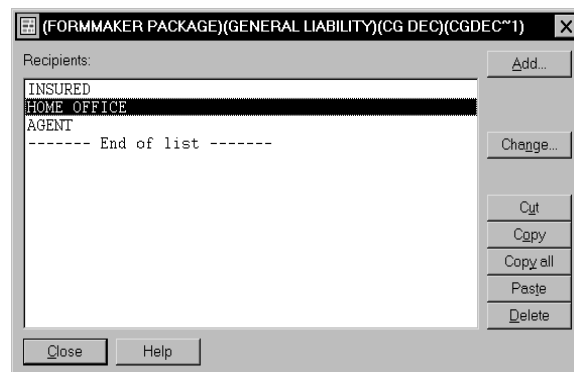 (FORMMAKER PACKAGE)(GENERAL LIABILITY)(CG DEC)(CGDEC~1)
Recipients:
Add...
INSURED
HOME OFFICE
AGENT
------- End of list -------
Change...
Cut
Copy
Copy all
Paste
Delete
Close
Help